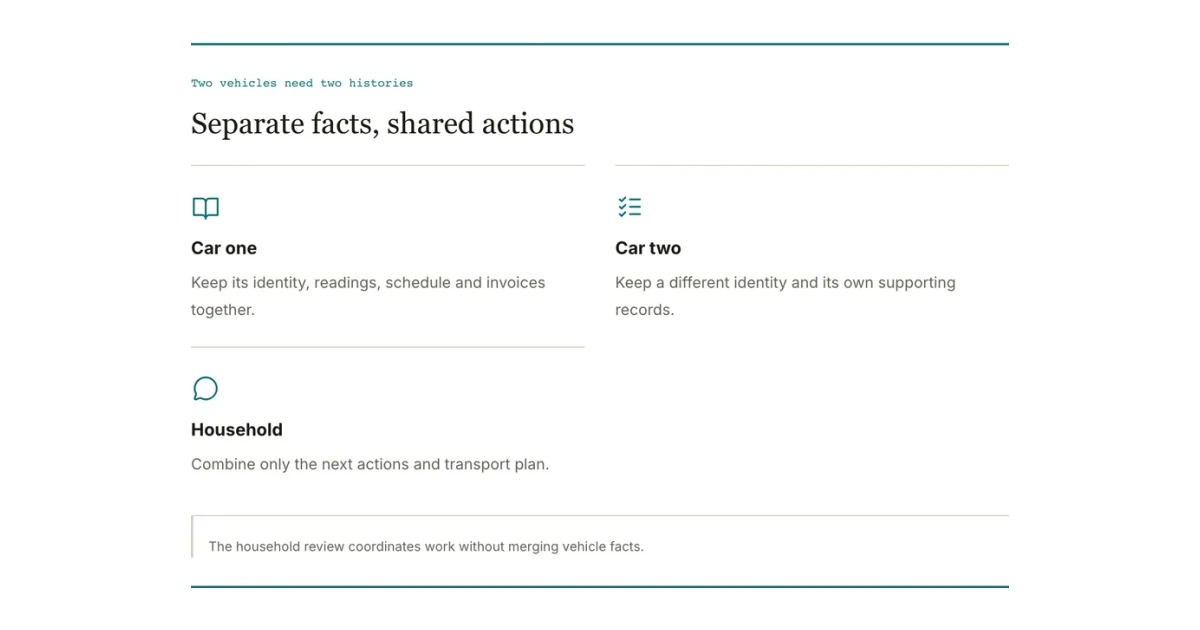 Two vehicles need two histories
Separate facts, shared actions
Car one
Keep its identity, readings, schedule and invoices
together.
Car two
Keep a different identity and its own supporting
records.
Household
Combine only the next actions and transport plan.
The household review coordinates work without merging vehicle facts.